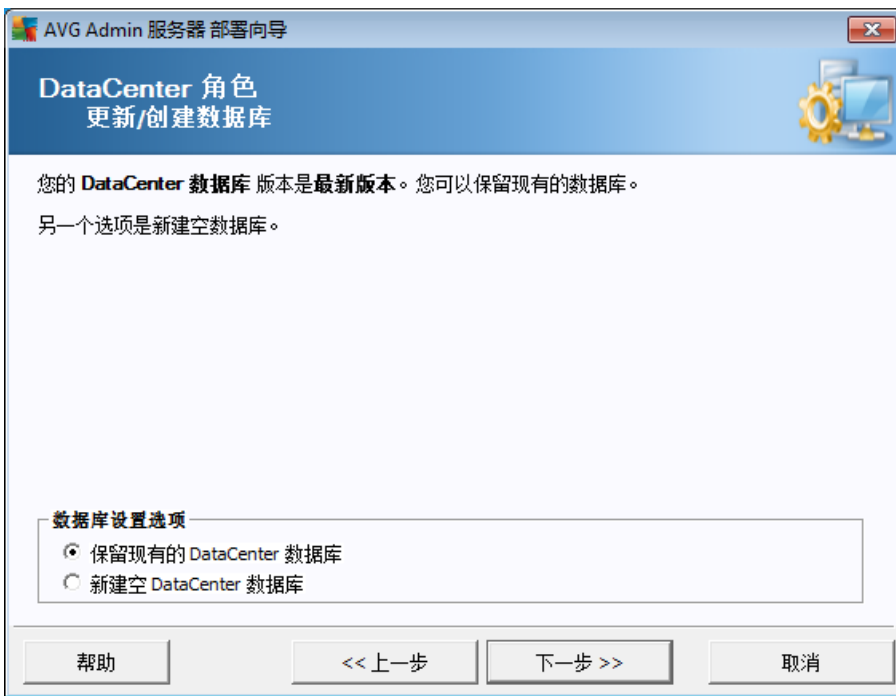 AVG Admin 服务器 部署向导
DataCenter 角色
更新/创建数据库
您的 DataCenter 数据库 版本是最新版本。您可以保留现有的数据库。
另一个选项是新建空数据库。
数据库设置选项
保留现有的 DataCenter 数据库
新建空 DataCenter 数据库
帮助
<< 上一步
下一步 >>
取消